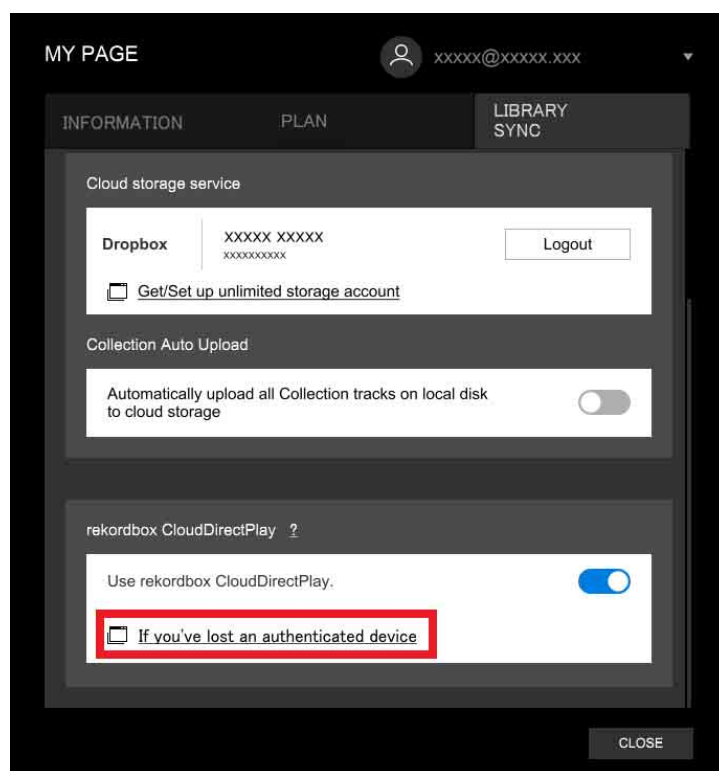 MY PAGE
xxxxx@xxxxx.xxx
INFORMATION
PLAN
LIBRARY
SYNC
Cloud storage service
Dropbox
XXXXX XXXXX
xxxxxxxxxx
Logout
Get/Set up unlimited storage account
Collection Auto Upload
Automatically upload all Collection tracks on local disk
to cloud storage
rekordbox CloudDirectPlay ?
Use rekordbox CloudDirectPlay.
If you've lost an authenticated device
CLOSE